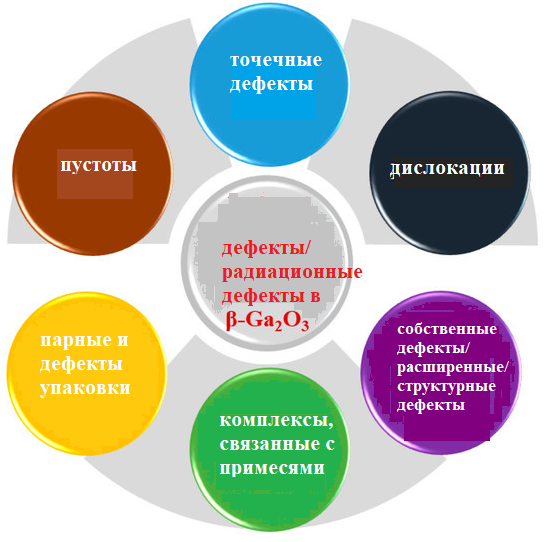 точечные
дефекты
пустоты
дислокации
дефекты/
радиационные
дефекты в
β-Ga₂O₃
парные и
дефекты
упаковки
собственные
дефекты/
расширенные/
структурные
дефекты
комплексы,
связанные с
примесями